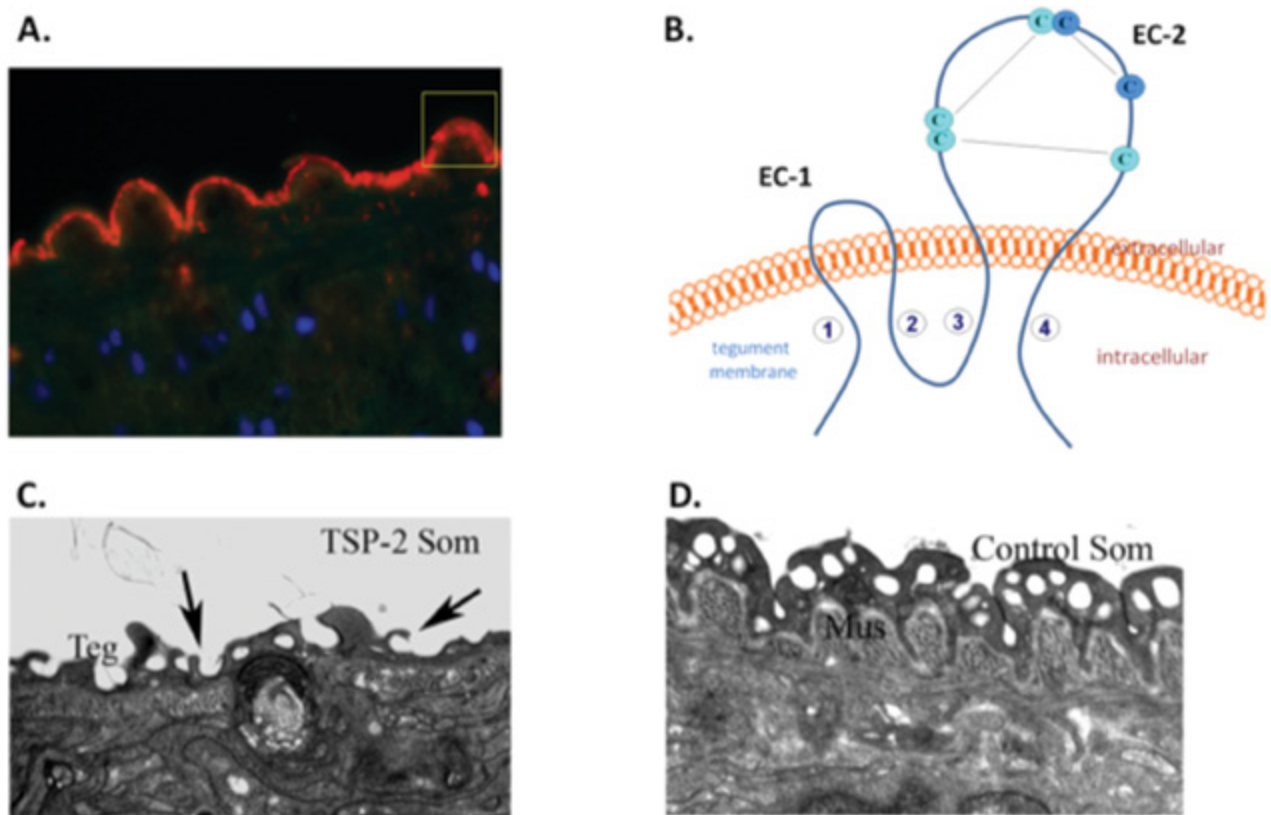 A.
B.
C
C
EC-2
C
C
C
C
EC-1
extracellular
1
2
3
4
tegument
membrane
intracellular
C.
D.
TSP-2 Som
Control Som
Teg
Mus